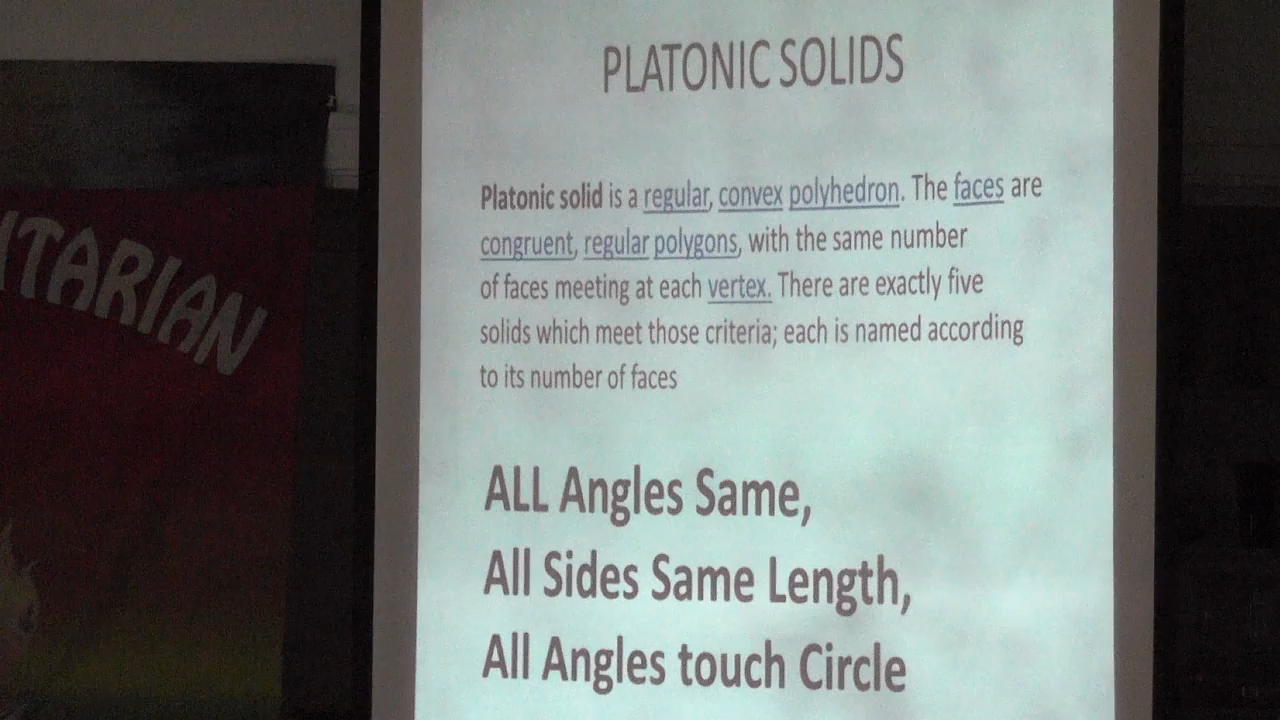 PLATONIC SOLIDS
Platonic solid is a regular, convex polyhedron. The faces are
congruent, regular polygons, with the same number
of faces meeting at each vertex. There are exactly five
solids which meet those criteria; each is named according
to its number of faces
ALL Angles Same,
All Sides Same Length,
All Angles touch Circle
ITARIAN